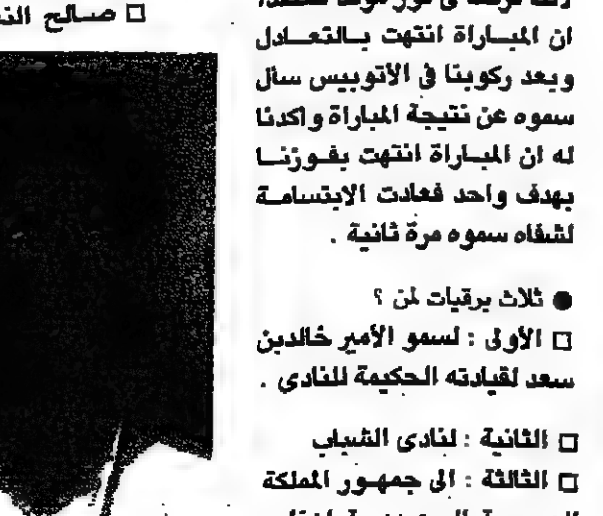 □ صالح
ان المباراة انتهت بالتعادل
وبعد ركوبنا في الأتوبيس سأل
سموه عن نتيجة المباراة واكدنا
له ان المباراة انتهت بفوزنا
بهدف واحد فعادت الابتسامة
لشفاه سموه مرة ثانية .
● ثلاث برقيات لمن ؟
□ الأولى : لسمو الأمير خالد بن
سعد لقيادته الحكيمة للنادي .
□ الثانية : لنادى الشباب
□ الثالثة : الى جمهور المملكة